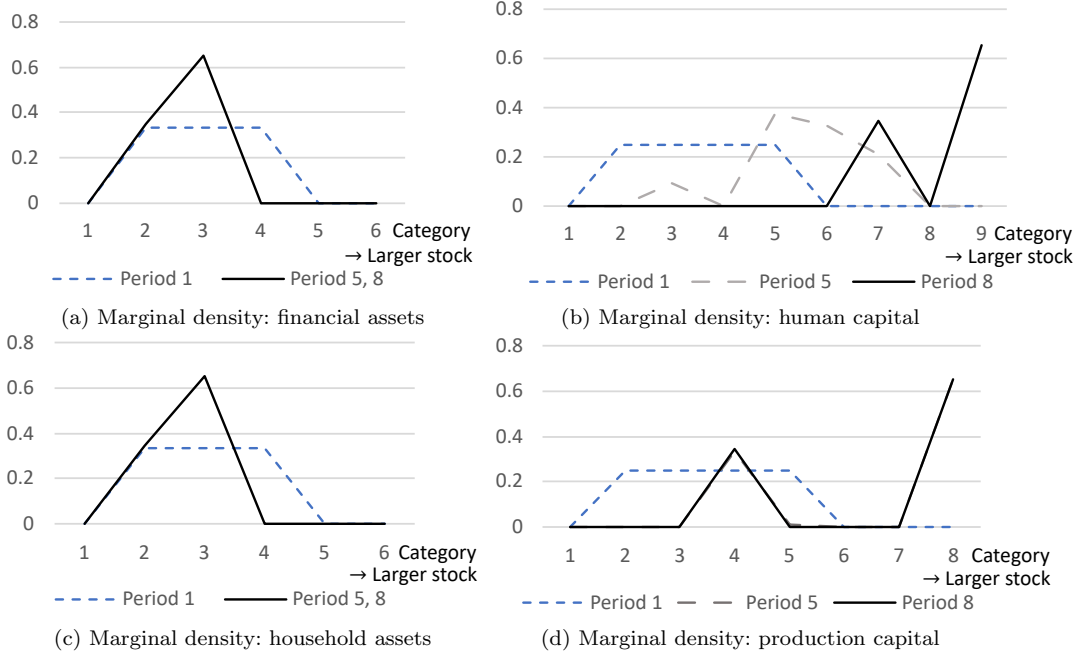 0.8
0.6
0.4
0.2
0
1 2 3 4 5 6 Category
→ Larger stock
Period 1 Period 5, 8
(a) Marginal density: financial assets
0.8
0.6
0.4
0.2
0
1 2 3 4 5 6 7 8 9 Category
→ Larger stock
Period 1 Period 5 Period 8
(b) Marginal density: human capital
0.8
0.6
0.4
0.2
0
1 2 3 4 5 6 Category
→ Larger stock
Period 1 Period 5, 8
(c) Marginal density: household assets
0.8
0.6
0.4
0.2
0
1 2 3 4 5 6 7 8 Category
→ Larger stock
Period 1 Period 5 Period 8
(d) Marginal density: production capital